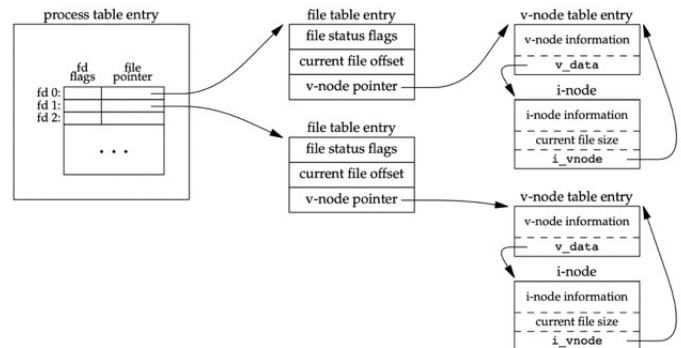 process table entry
fd
flags
file
pointer
fd 0:
fd 1:
fd 2:
• • •
file table entry
file status flags
current file offset
v-node pointer
file table entry
file status flags
current file offset
v-node pointer
v-node table entry
v-node information
v_data
i-node
i-node information
current file size
i_vnode
v-node table entry
v-node information
v_data
i-node
i-node information
current file size
i_vnode